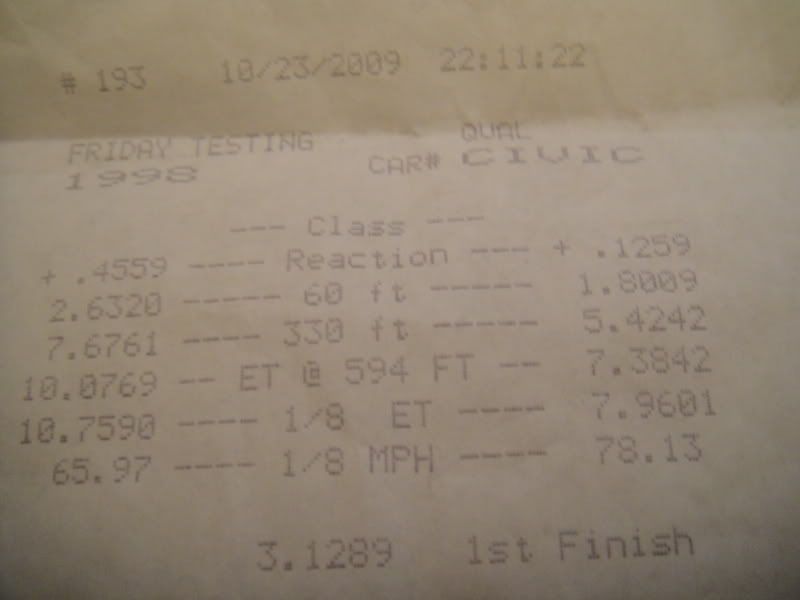 # 193 10/23/2009 22:11:22
FRIDAY TESTING QUAL
1998 CAR# CIVIC
--- Class ---
+ .4559 ---- Reaction --- + .1259
2.6320 ----- 60 ft ----- 1.8009
7.6761 ---- 330 ft ----- 5.4242
10.0769 -- ET @ 594 FT -- 7.3842
10.7590 ---- 1/8 ET ---- 7.9601
65.97 ---- 1/8 MPH ---- 78.13
3.1289 1st Finish